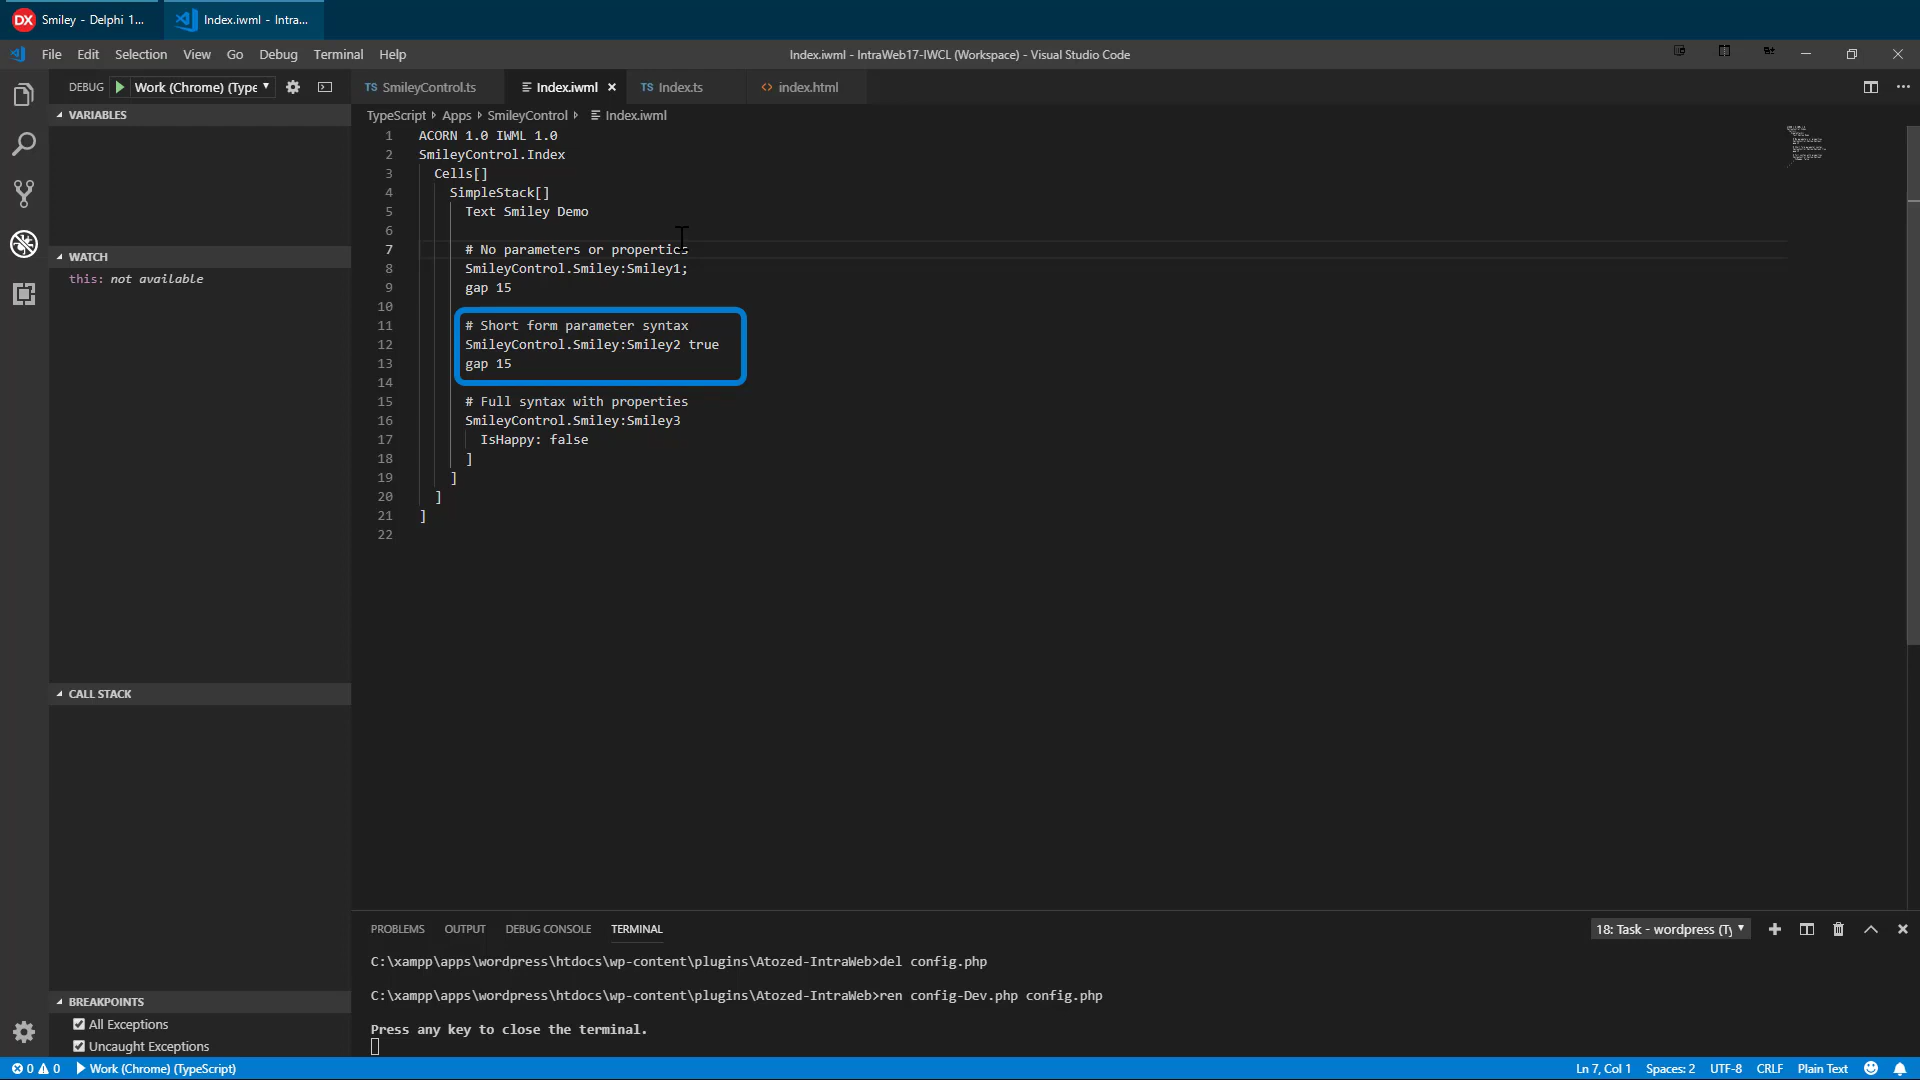 Smiley - Delphi 1...
Index.iwml - Intra...
File Edit Selection View Go Debug Terminal Help
Index.iwml - IntraWeb17-IWCL (Workspace) - Visual Studio Code
DEBUG Work (Chrome) (Type
TS SmileyControl.ts
Index.iwml
TS Index.ts
<> index.html
TypeScript Apps SmileyControl Index.iwml
VARIABLES
WATCH
this: not available
CALL STACK
BREAKPOINTS
All Exceptions
Uncaught Exceptions
1 ACORN 1.0 IWML 1.0
2 SmileyControl.Index
3 Cells[]
4 SimpleStack[]
5 Text Smiley Demo
6
7 # No parameters or properties
8 SmileyControl.Smiley:Smiley1;
9 gap 15
10
11 # Short form parameter syntax
12 SmileyControl.Smiley:Smiley2 true
13 gap 15
14
15 # Full syntax with properties
16 SmileyControl.Smiley:Smiley3
17 IsHappy: false
18 ]
19 ]
20 ]
21 ]
22
PROBLEMS OUTPUT DEBUG CONSOLE TERMINAL
18: Task - wordpress (Ty
C:\xampp\apps\wordpress\htdocs\wp-content\plugins\Atozed-IntraWeb>del config.php
C:\xampp\apps\wordpress\htdocs\wp-content\plugins\Atozed-IntraWeb>ren config-Dev.php config.php
Press any key to close the terminal.
0 0 Work (Chrome) (TypeScript)
Ln 7, Col 1 Spaces: 2 UTF-8 CRLF Plain Text